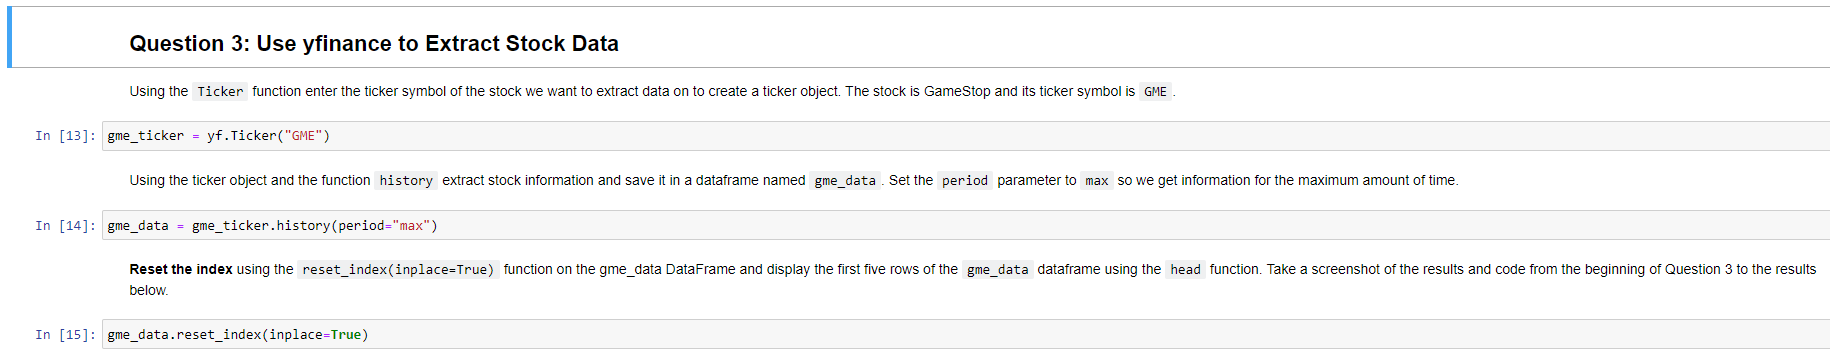 Question 3: Use yfinance to Extract Stock Data
Using the Ticker function enter the ticker symbol of the stock we want to extract data on to create a ticker object. The stock is GameStop and its ticker symbol is GME .
In [13]: gme_ticker = yf.Ticker("GME")
Using the ticker object and the function history extract stock information and save it in a dataframe named gme_data . Set the period parameter to max so we get information for the maximum amount of time.
In [14]: gme_data = gme_ticker.history(period="max")
Reset the index using the reset_index(inplace=True) function on the gme_data DataFrame and display the first five rows of the gme_data dataframe using the head function. Take a screenshot of the results and code from the beginning of Question 3 to the results
below.
In [15]: gme_data.reset_index(inplace=True)